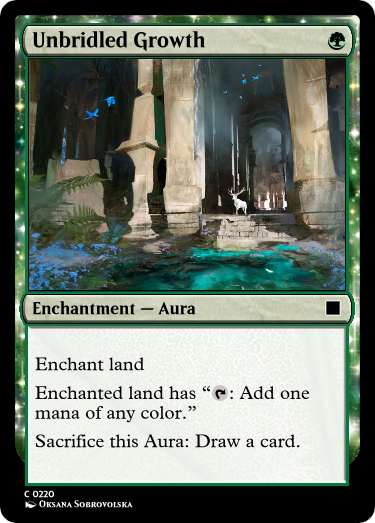 Unbridled Growth
Enchantment — Aura
Enchant land
Enchanted land has “: Add one
mana of any color.”
Sacrifice this Aura: Draw a card.
C 0220
Oksana Sobrovolska